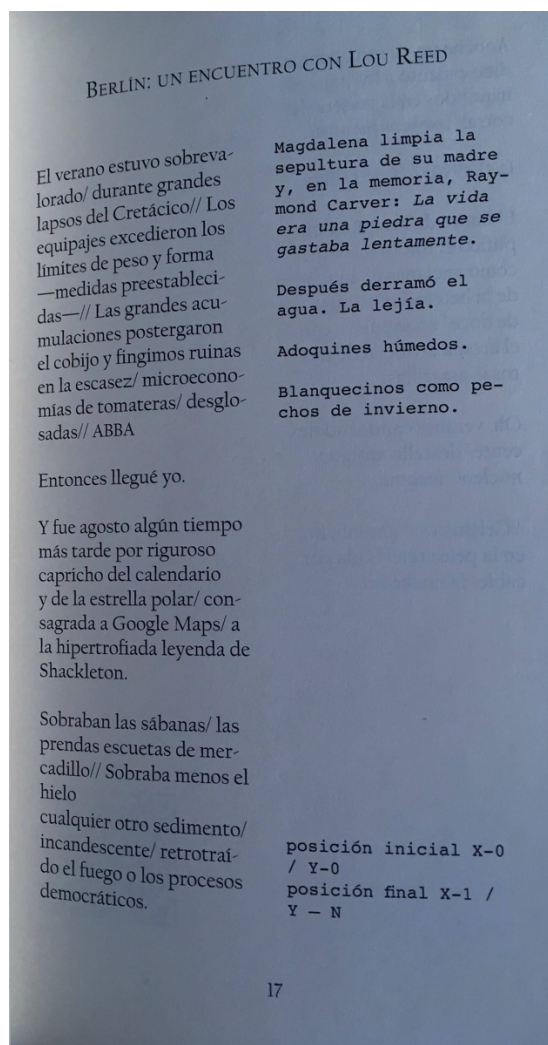 BERLÍN: UN ENCUENTRO CON LOU REED
El verano estuvo sobreva-
lorado/ durante grandes
lapsos del Cretácico// Los
equipajes excedieron los
límites de peso y forma
—medidas preestableci-
das—// Las grandes acu-
mulaciones postergaron
el cobijo y fingimos ruinas
en la escasez/ microecono-
mías de tomateras/ desglo-
sadas// ABBA
Entonces llegué yo.
Y fue agosto algún tiempo
más tarde por riguroso
capricho del calendario
y de la estrella polar/ con-
sagrada a Google Maps/ a
la hipertrofiada leyenda de
Shackleton.
Sobraban las sábanas/ las
prendas escuetas de mer-
cadillo// Sobraba menos el
hielo
cualquier otro sedimento/
incandescente/ retrotraí-
do el fuego o los procesos
democráticos.
Magdalena limpia la
sepultura de su madre
y, en la memoria, Ray-
mond Carver: La vida
era una piedra que se
gastaba lentamente.
Después derramó el
agua. La lejía.
Adoquines húmedos.
Blanquecinos como pe-
chos de invierno.
posición inicial X-0
/ Y-0
posición final X-1 /
Y — N
17